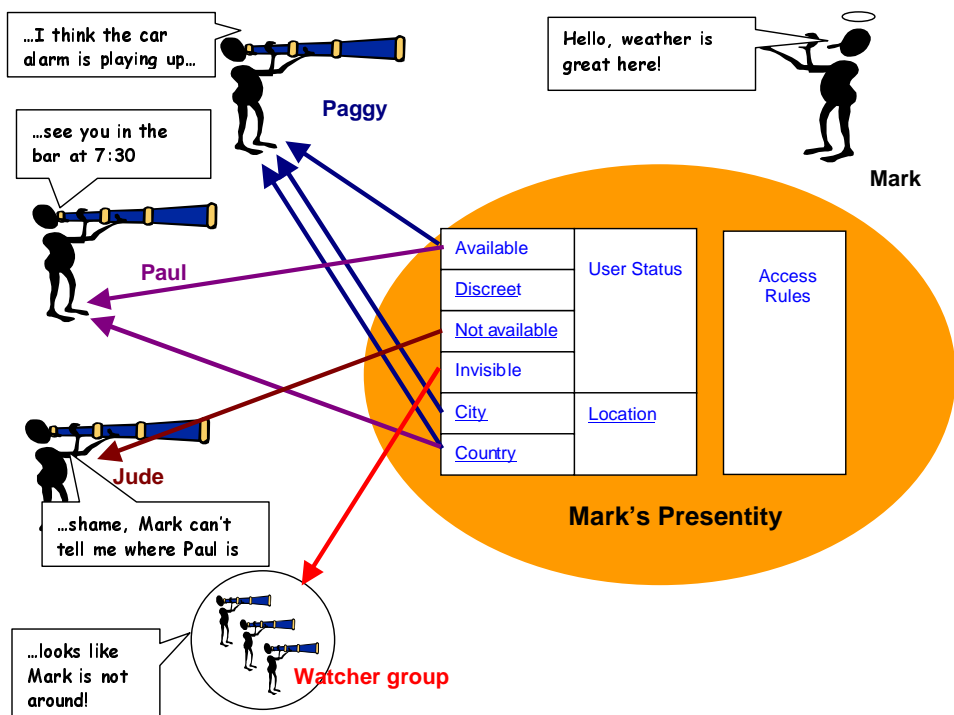 …I think the car
alarm is playing up…
Hello, weather is
great here!
Paggy
…see you in the
bar at 7:30
Mark
Paul
Available
Discreet
Not available
Invisible
City
Country
User Status
Location
Access
Rules
Jude
…shame, Mark can't
tell me where Paul is
Mark's Presentity
…looks like
Mark is not
around!
Watcher group